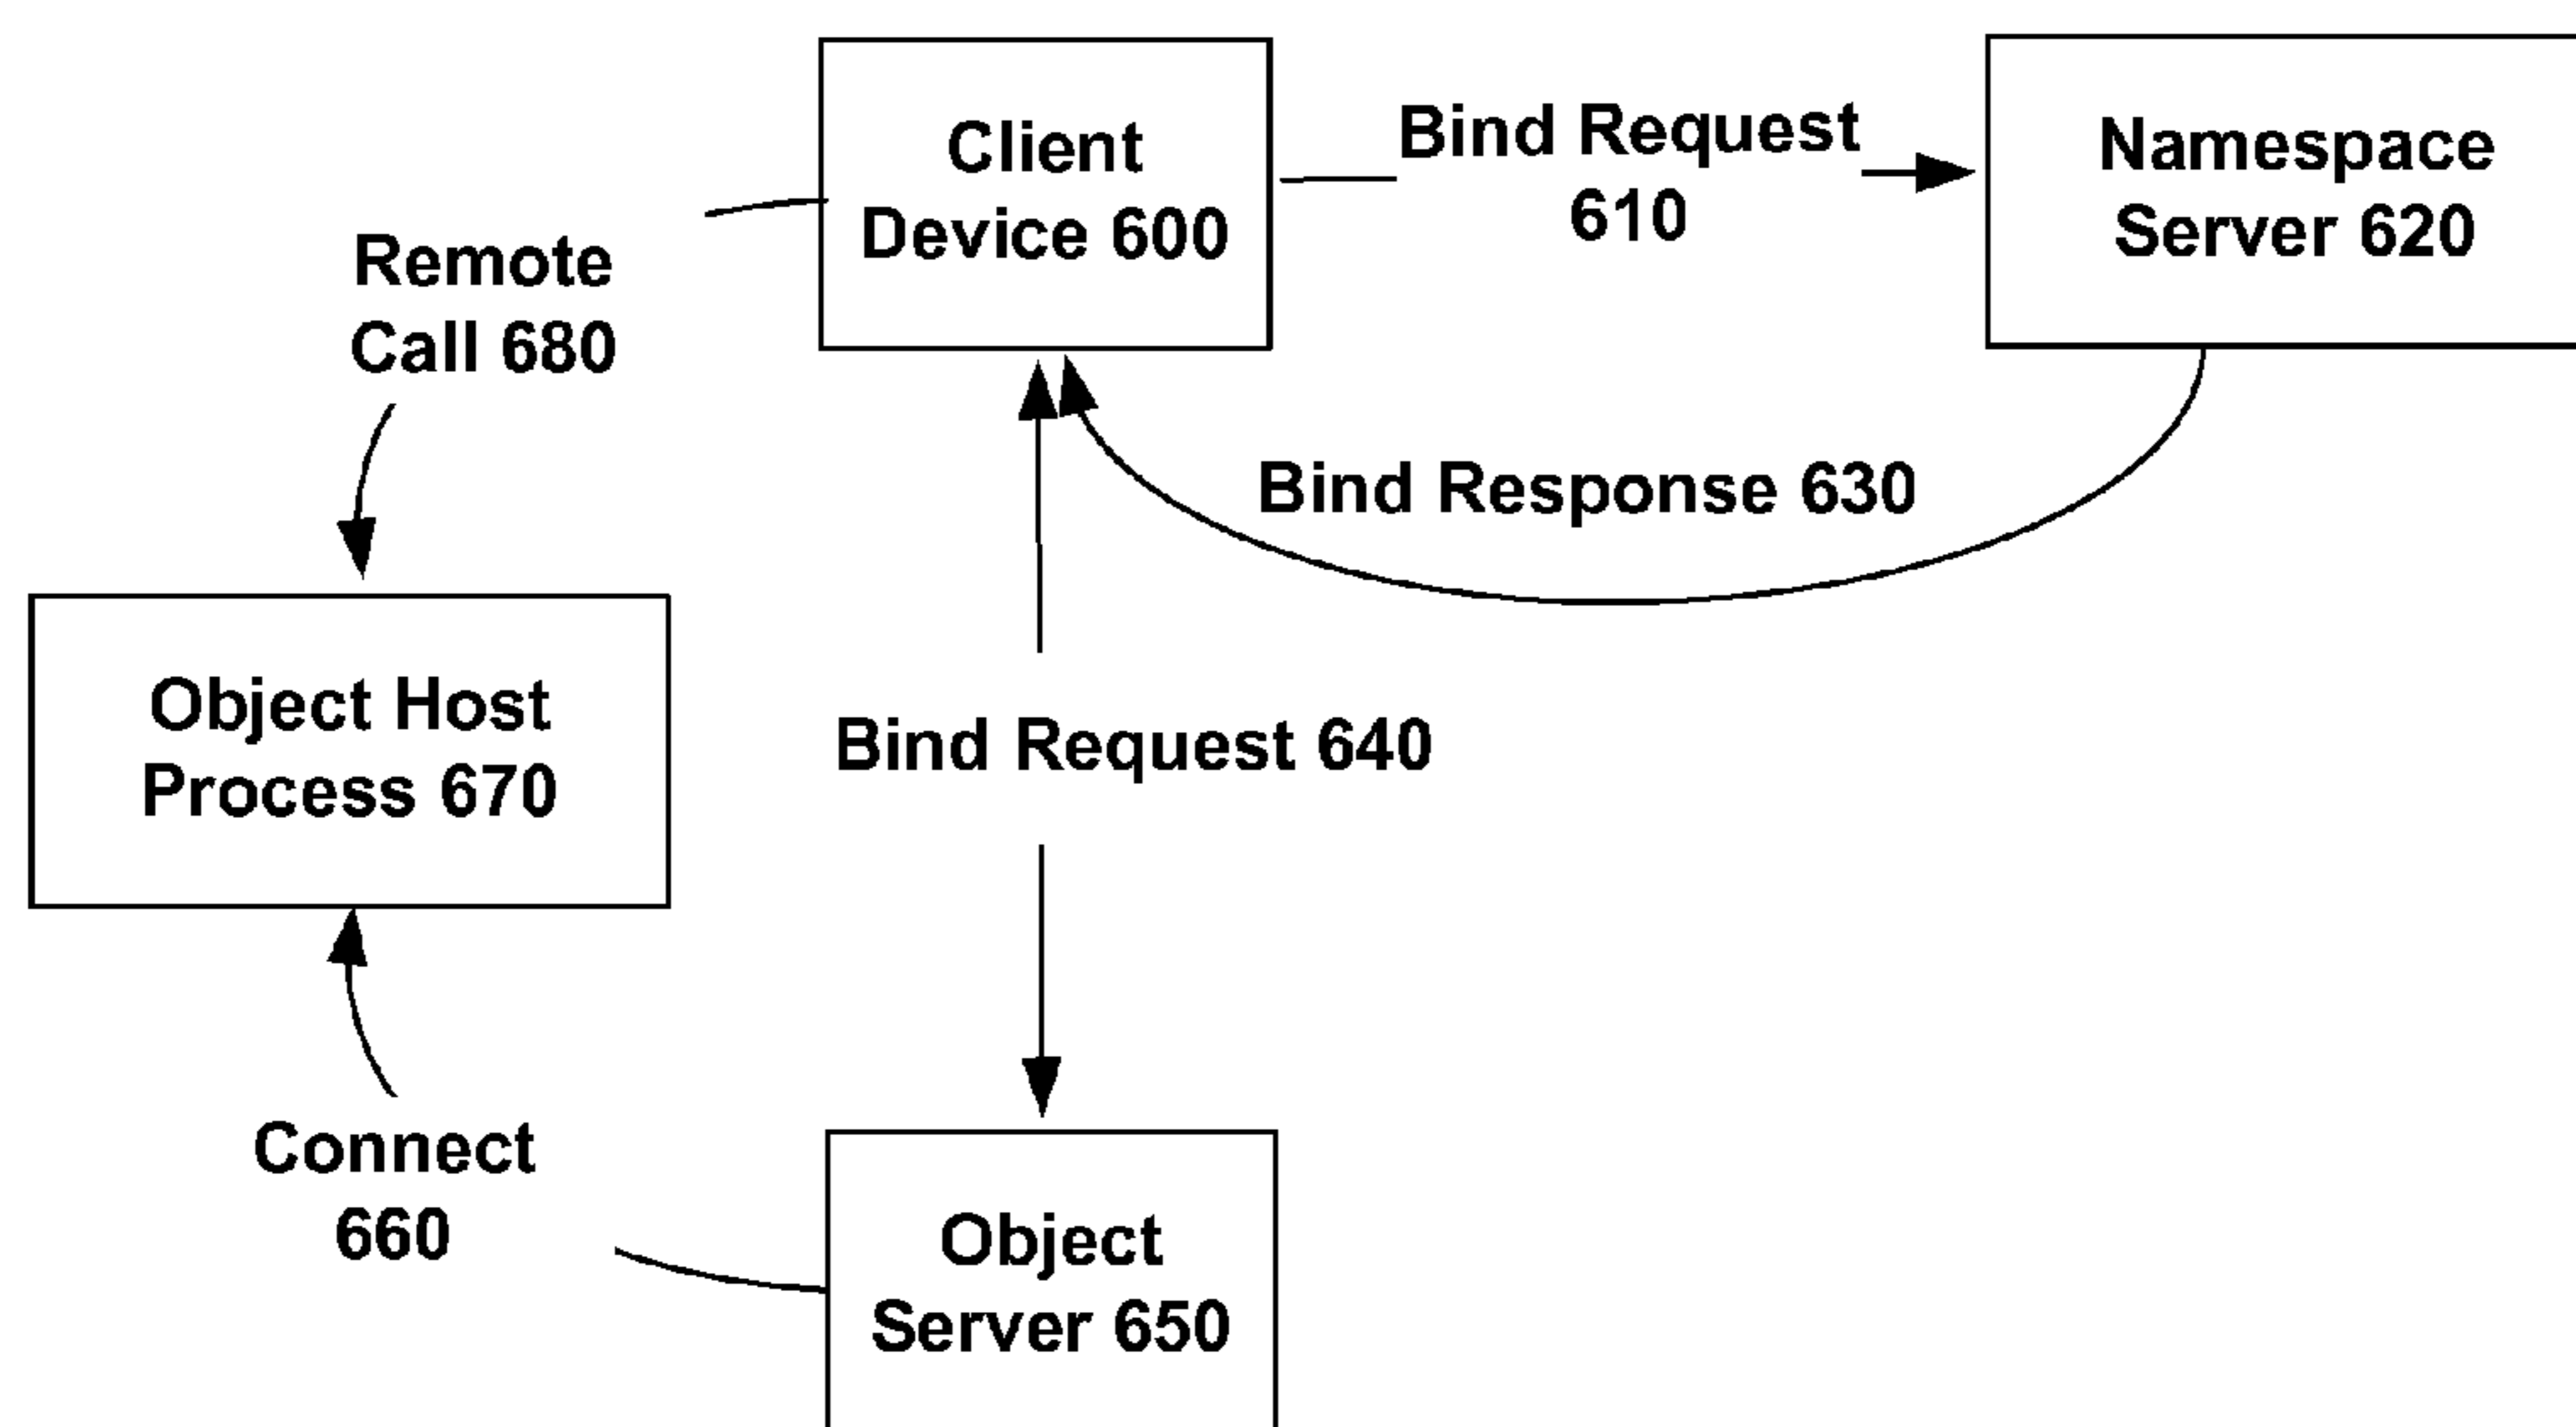 Client
Device 600
Bind Request
610
Namespace
Server 620
Remote
Call 680
Bind Response 630
Object Host
Process 670
Bind Request 640
Connect
660
Object
Server 650